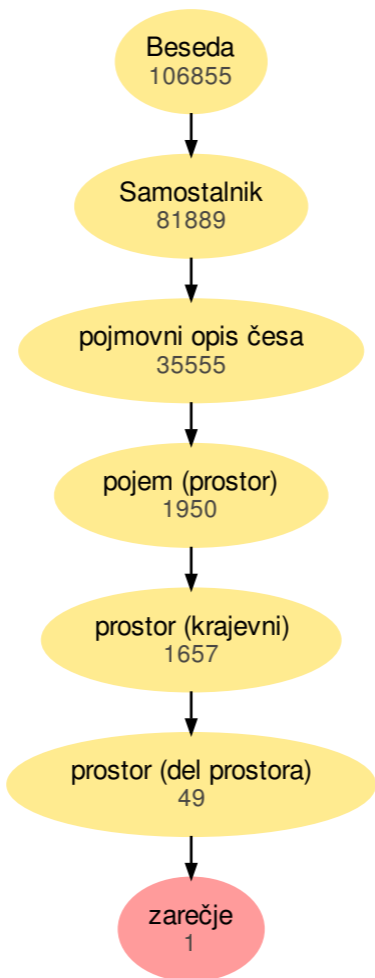 Beseda
106855
Samostalnik
81889
pojmovni opis česa
35555
pojem (prostor)
1950
prostor (krajevni)
1657
prostor (del prostora)
49
zarečje
1